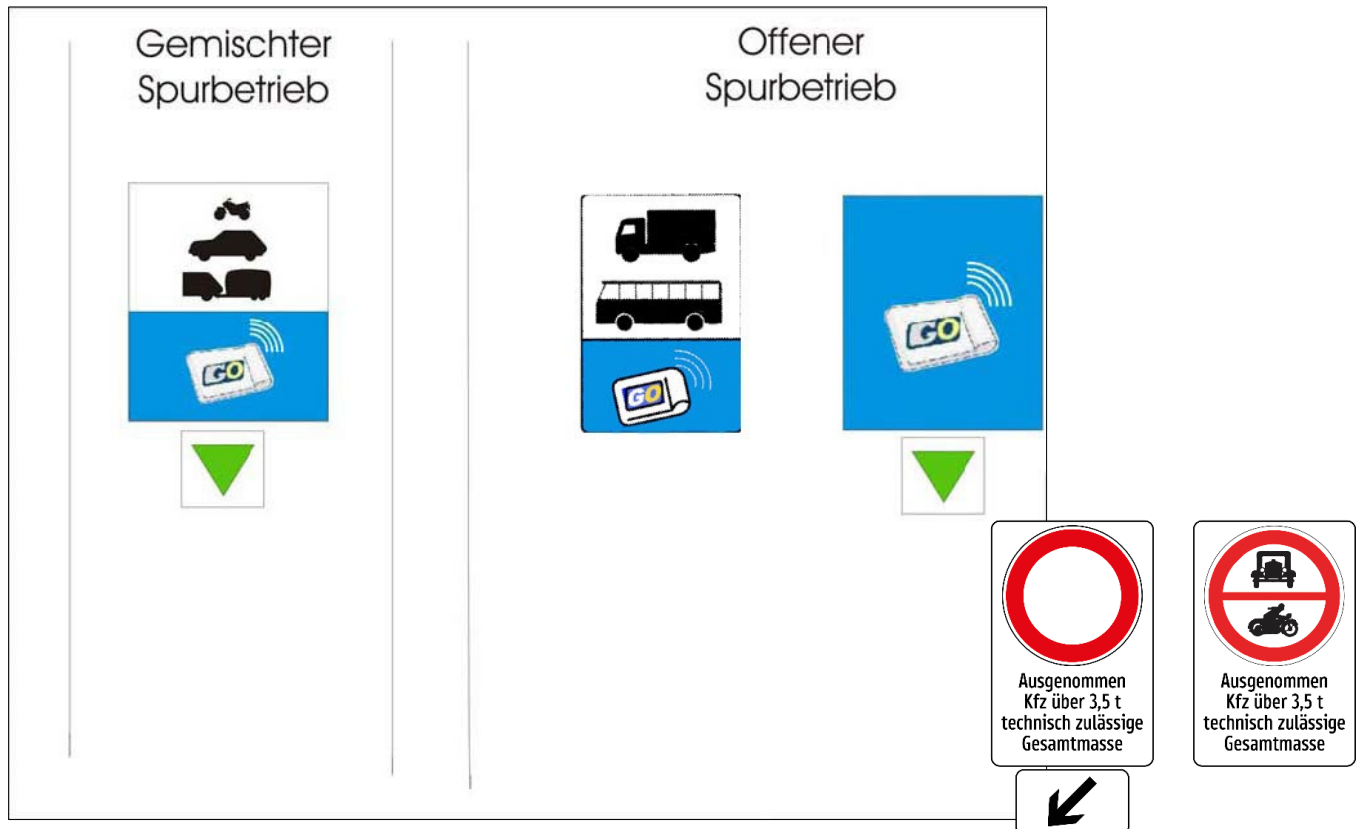 Gemischter
Spurbetrieb
Offener
Spurbetrieb
GO
GO
GO
Ausgenommen
Kfz über 3,5 t
technisch zulässige
Gesamtmasse
Ausgenommen
Kfz über 3,5 t
technisch zulässige
Gesamtmasse